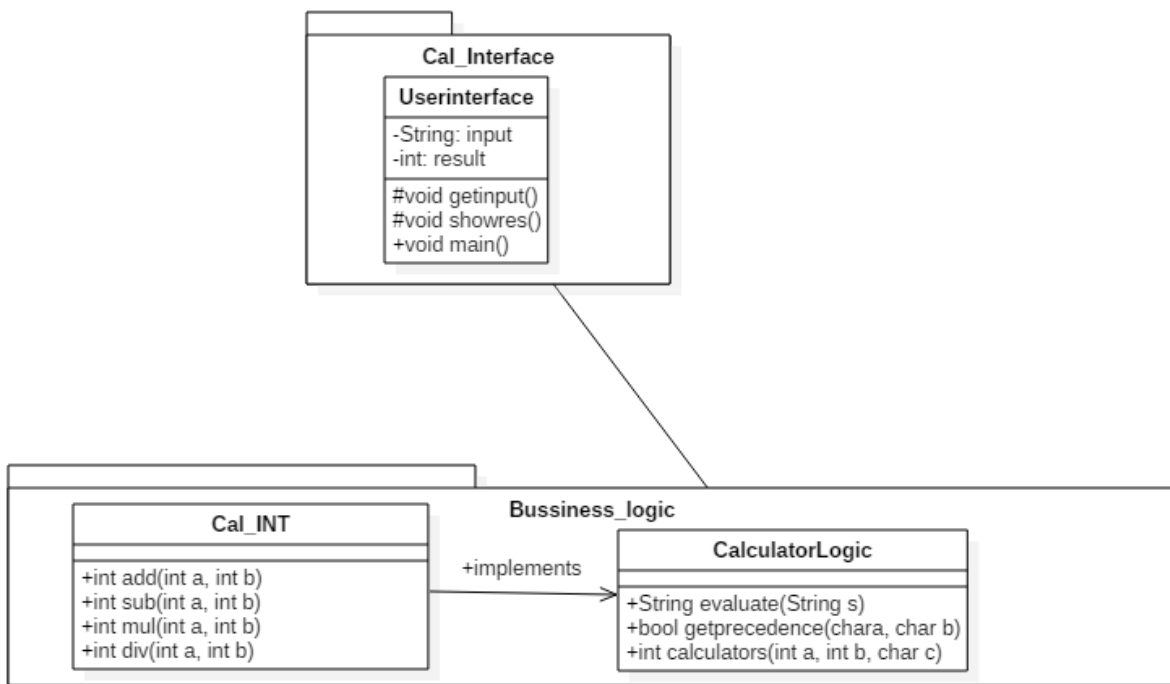 Cal_Interface
Userinterface
-String: input
-int: result
#void getinput()
#void showres()
+void main()
Bussiness_logic
Cal_INT
+int add(int a, int b)
+int sub(int a, int b)
+int mul(int a, int b)
+int div(int a, int b)
+implements
CalculatorLogic
+String evaluate(String s)
+bool getprecedence(chara, char b)
+int calculators(int a, int b, char c)